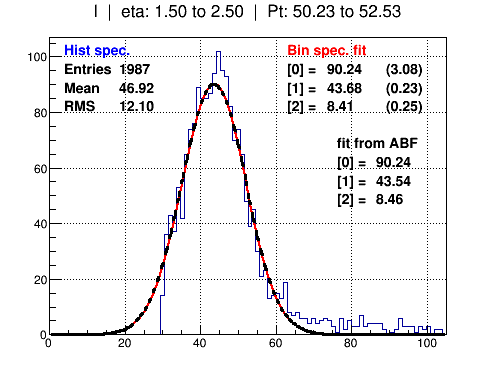 I | eta: 1.50 to 2.50 | Pt: 50.23 to 52.53
Hist spec.
Entries 1987
Mean 46.92
RMS 12.10
Bin spec. fit
[0] = 90.24 (3.08)
[1] = 43.68 (0.23)
[2] = 8.41 (0.25)
fit from ABF
[0] = 90.24
[1] = 43.54
[2] = 8.46
100
80
60
40
20
0
0 20 40 60 80 100